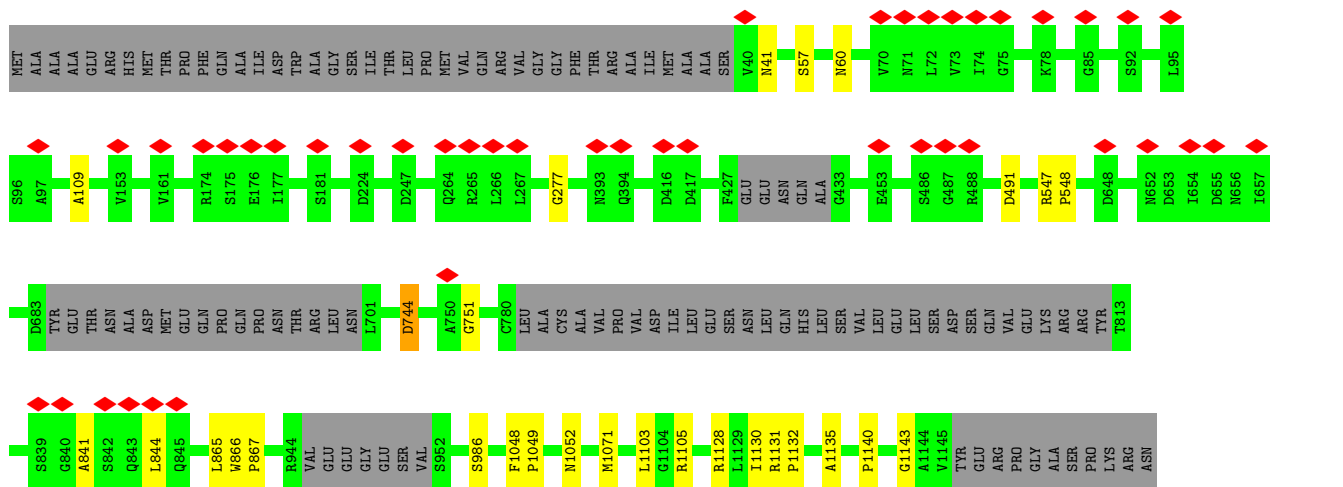 MET ALA ALA ALA GLU ARG HIS MET THR PRO PHE GLN ALA ILE ASP TRP ALA GLY SER ILE THR LEU PRO MET VAL GLN ARG VAL GLY GLY PHE THR ARG ALA ILE MET ALA ALA SER V40 N41 S57 N60 V70 N71 L72 V73 I74 G75 K78 G85 S92 L95
S96 A97 A109 V153 V161 R174 S175 E176 I177 S181 D224 D247 Q264 R265 L266 L267 G277 N393 Q394 D416 D417 F427 GLU GLU ASN GLN ALA G433 E453 S486 G487 R488 D491 R547 P548 D648 N652 D653 I654 D655 N656 I657
D683 TYR GLU THR ASN ALA ASP MET GLU GLN PRO GLN PRO ASN THR ARG LEU ASN L701 D744 A750 G751 C780 LEU ALA CYS ALA VAL PRO VAL ASP ILE LEU GLU SER ASN LEU GLN HIS LEU SER VAL LEU GLU LEU SER ASP SER GLN VAL GLU LYS ARG ARG TYR T813
S839 G840 A841 S842 Q843 L844 Q845 L865 W866 P867 R944 VAL GLU GLU GLY GLU SER VAL S952 S986 F1048 P1049 N1052 M1071 L1103 G1104 R1105 R1128 L1129 I1130 R1131 P1132 A1135 P1140 G1143 A1144 V1145 TYR GLU ARG PRO GLY ALA SER PRO LYS ARG ASN